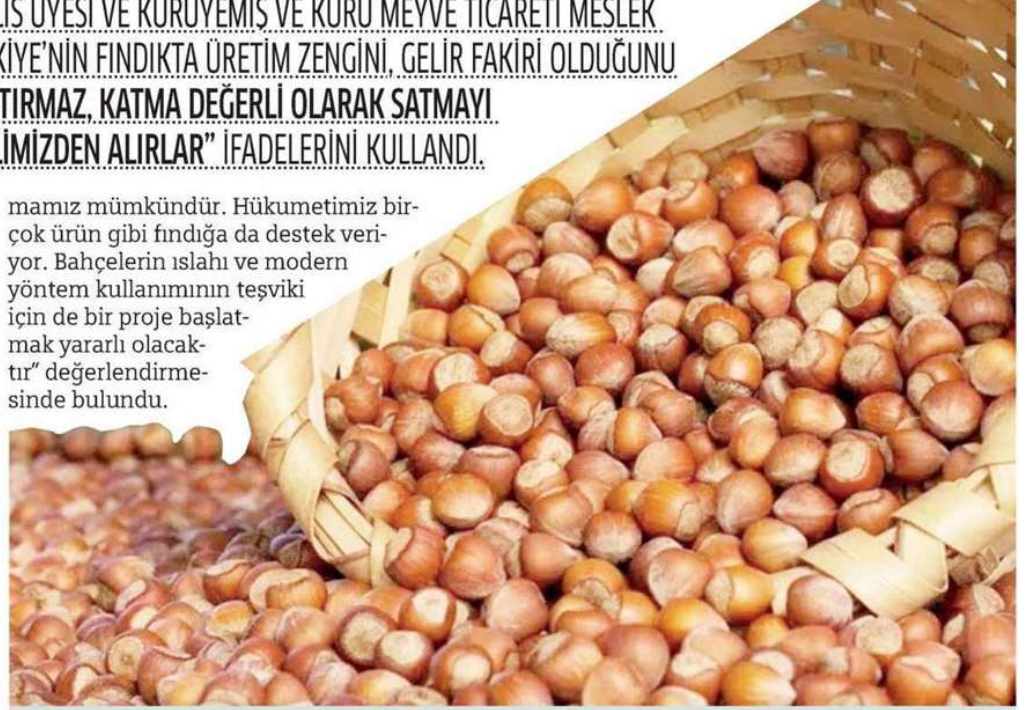 LİS ÜYESİ VE KURUYEMİŞ VE KURU MEYVE TİCARETİ MESLEK
KİYE'NİN FINDIKTA ÜRETİM ZENGİNİ, GELİR FAKİRİ OLDUĞUNU
TIRMAZ, KATMA DEĞERLİ OLARAK SATMAYI
LİMİZDEN ALIRLAR” İFADELERİNİ KULLANDI.
mamız mümkündür. Hükumetimiz bir-
çok ürün gibi fındığa da destek veri-
yor. Bahçelerin ıslahı ve modern
yöntem kullanımının teşviki
için de bir proje başlat-
mak yararlı olacak-
tır” değerlendirme-
sinde bulundu.